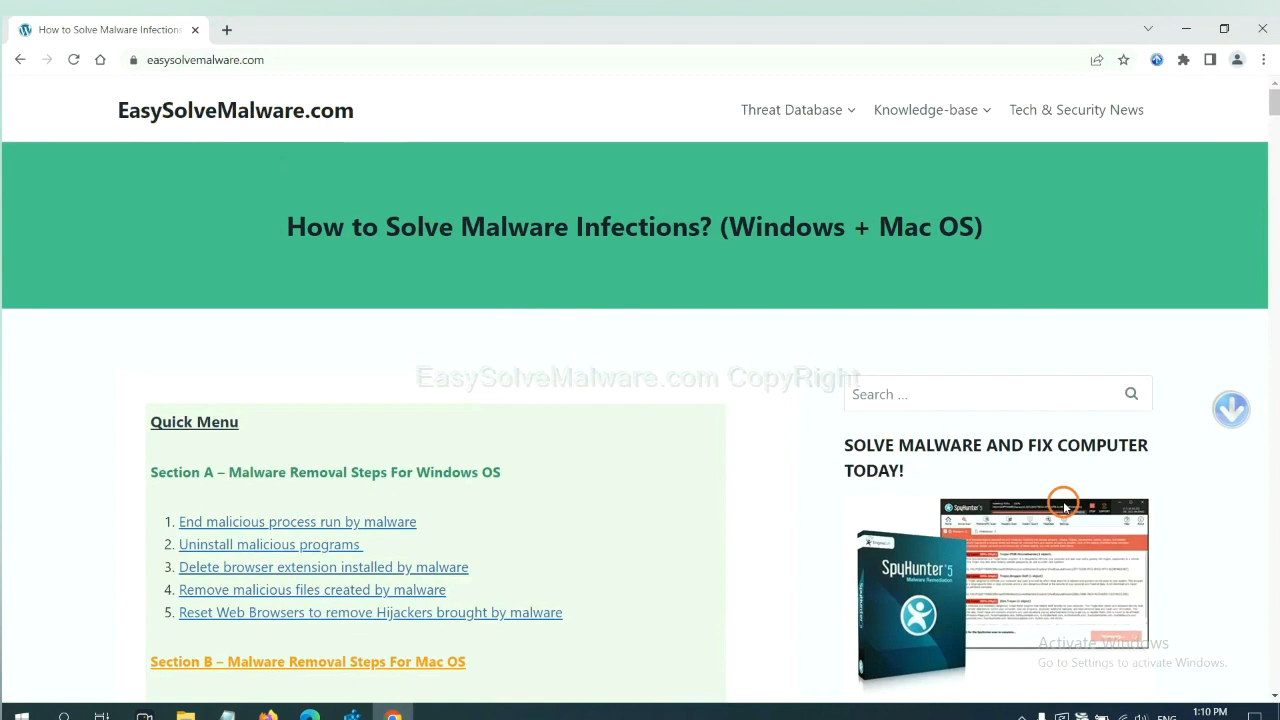 How to Solve Malware Infections
easysolvemalware.com
EasySolveMalware.com
Threat Database
Knowledge-base
Tech & Security News
How to Solve Malware Infections? (Windows + Mac OS)
EasySolveMalware.com CopyRight
Search ...
Quick Menu
SOLVE MALWARE AND FIX COMPUTER
TODAY!
Section A – Malware Removal Steps For Windows OS
1. End malicious process run by malware
2. Uninstall malicious programs
3. Delete browser extension installed by malware
4. Remove malicious files created by malware
5. Reset Web Browser to remove Hijackers brought by malware
Section B – Malware Removal Steps For Mac OS
SpyHunter's
SpyHunter 5
Malware Remediation
Activate Windows
Go to Settings to activate Windows.
ENG
1:10 PM